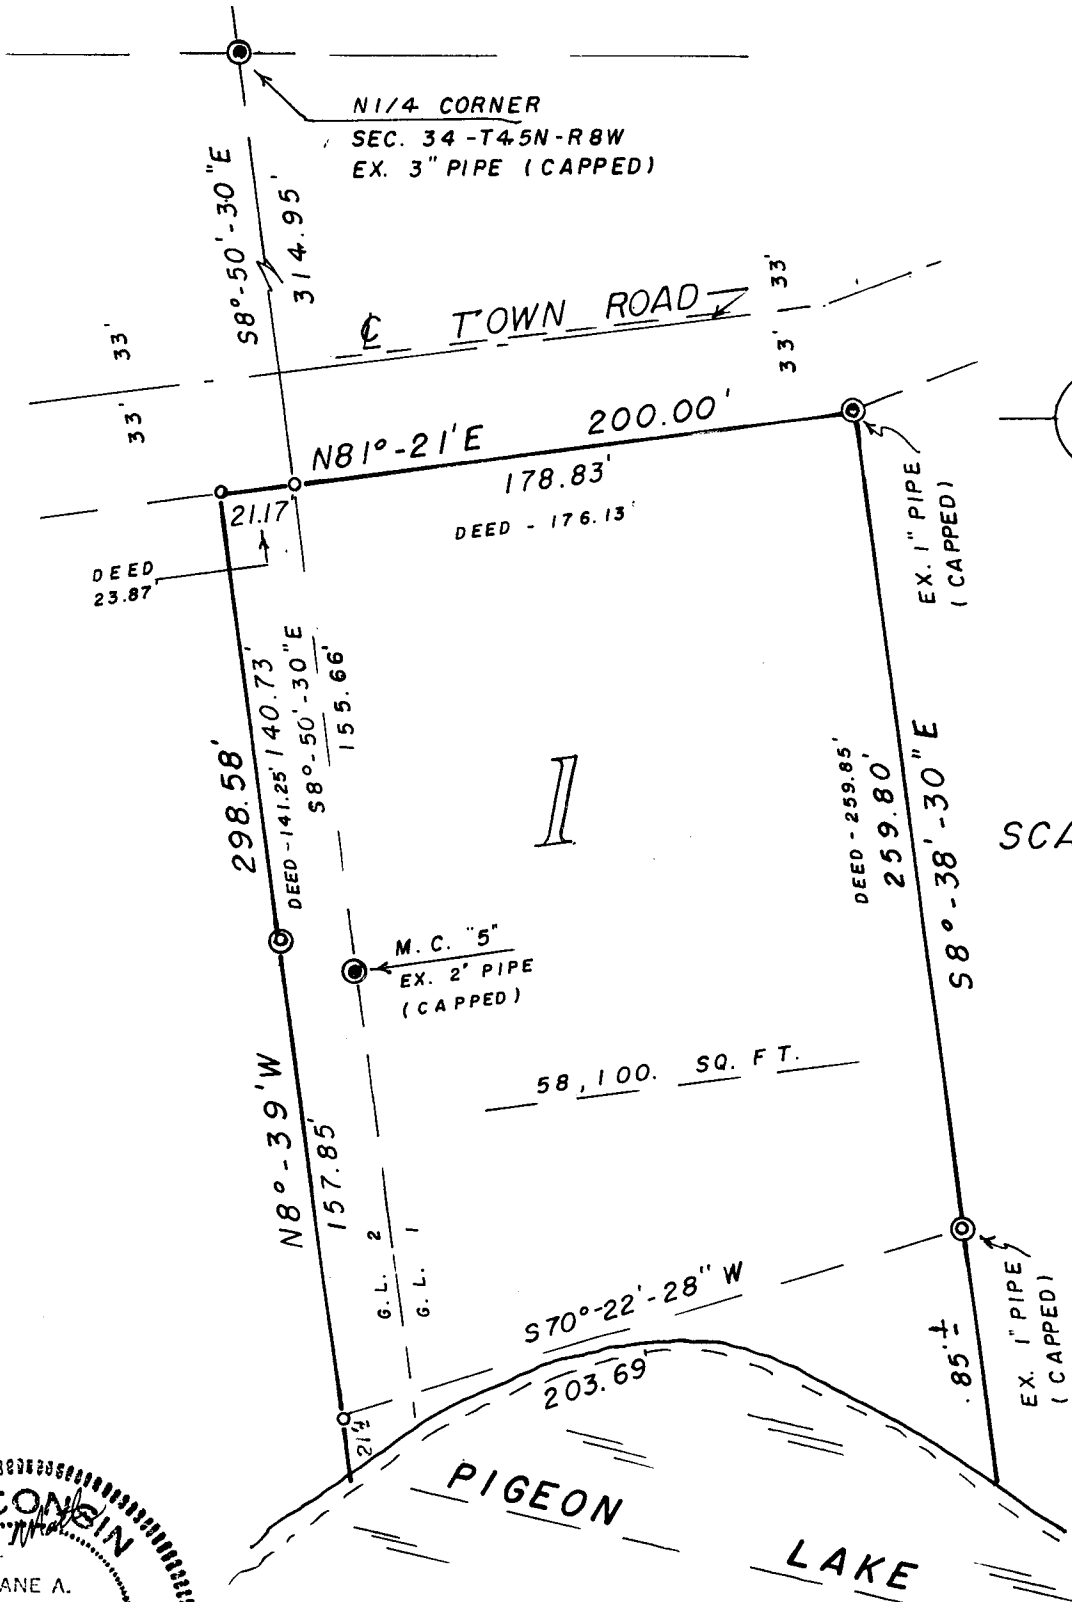 N1/4 CORNER
SEC. 34-T45N-R8W
EX. 3" PIPE (CAPPED)
S8°-50'-30"E
314.95'
33'
33'
℄ TOWN ROAD
33'
33'
N81°-21'E 200.00'
178.83'
DEED - 176.13'
21.17'
DEED
23.87'
EX. 1" PIPE
(CAPPED)
298.58'
140.73'
DEED-141.25'
S8°-50'-30"E
155.66'
1
DEED-259.85'
259.80'
S8°-38'-30"E
SCA
M.C. "5"
EX. 2" PIPE
(CAPPED)
58,100. SQ. FT.
N8°-39'W
157.85'
G.L. 2
G.L. 1
S70°-22'-28"W
203.69'
85'±
EX. 1" PIPE
(CAPPED)
21'±
PIGEON LAKE
CONSIN
ANE A.